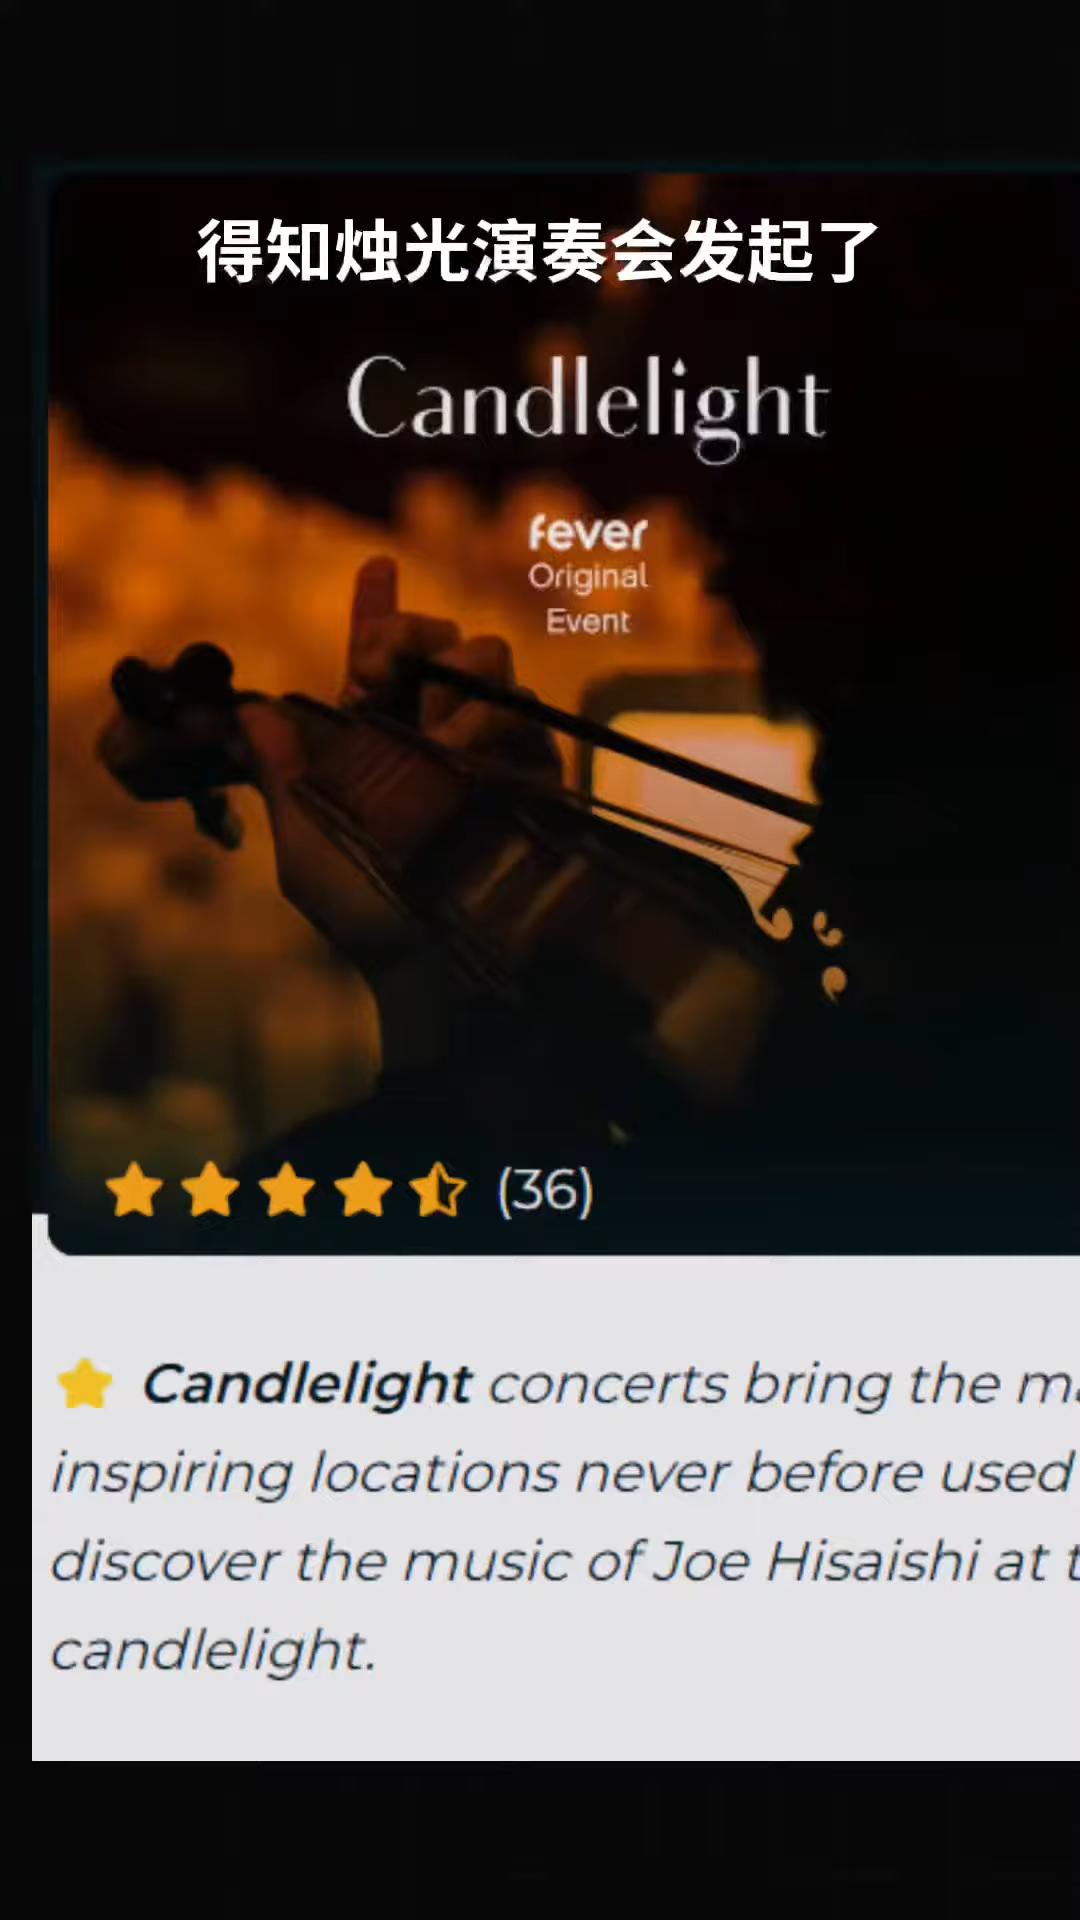 得知烛光演奏会发起了
Candlelight
fever
Original
Event
(36)
Candlelight concerts bring the
inspiring locations never before used
discover the music of Joe Hisaishi at
candlelight.